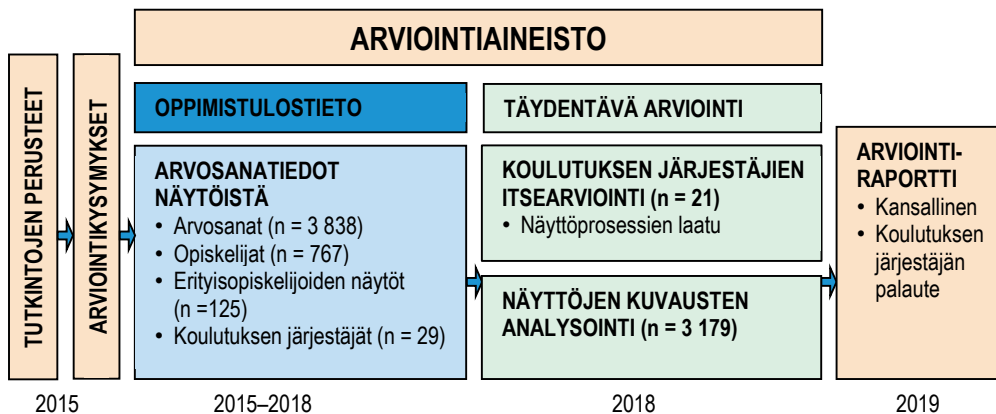 ARVIOINTIAINEISTO
TUTKINTOJEN PERUSTEET
ARVIOINTIKYSYMYKSET
OPPIMISTULOSTIETO
ARVOSANATIEDOT
NÄYTÖISTÄ
• Arvosanat (n = 3 838)
• Opiskelijat (n = 767)
• Erityisopiskelijoiden näytöt
(n =125)
• Koulutuksen järjestäjät (n = 29)
TÄYDENTÄVÄ ARVIOINTI
KOULUTUKSEN JÄRJESTÄJIEN
ITSEARVIOINTI (n = 21)
• Näyttöprosessien laatu
NÄYTTÖJEN KUVAUSTEN
ANALYSOINTI (n = 3 179)
ARVIOINTI-
RAPORTTI
• Kansallinen
• Koulutuksen
järjestäjän
palaute
2015
2015–2018
2018
2019